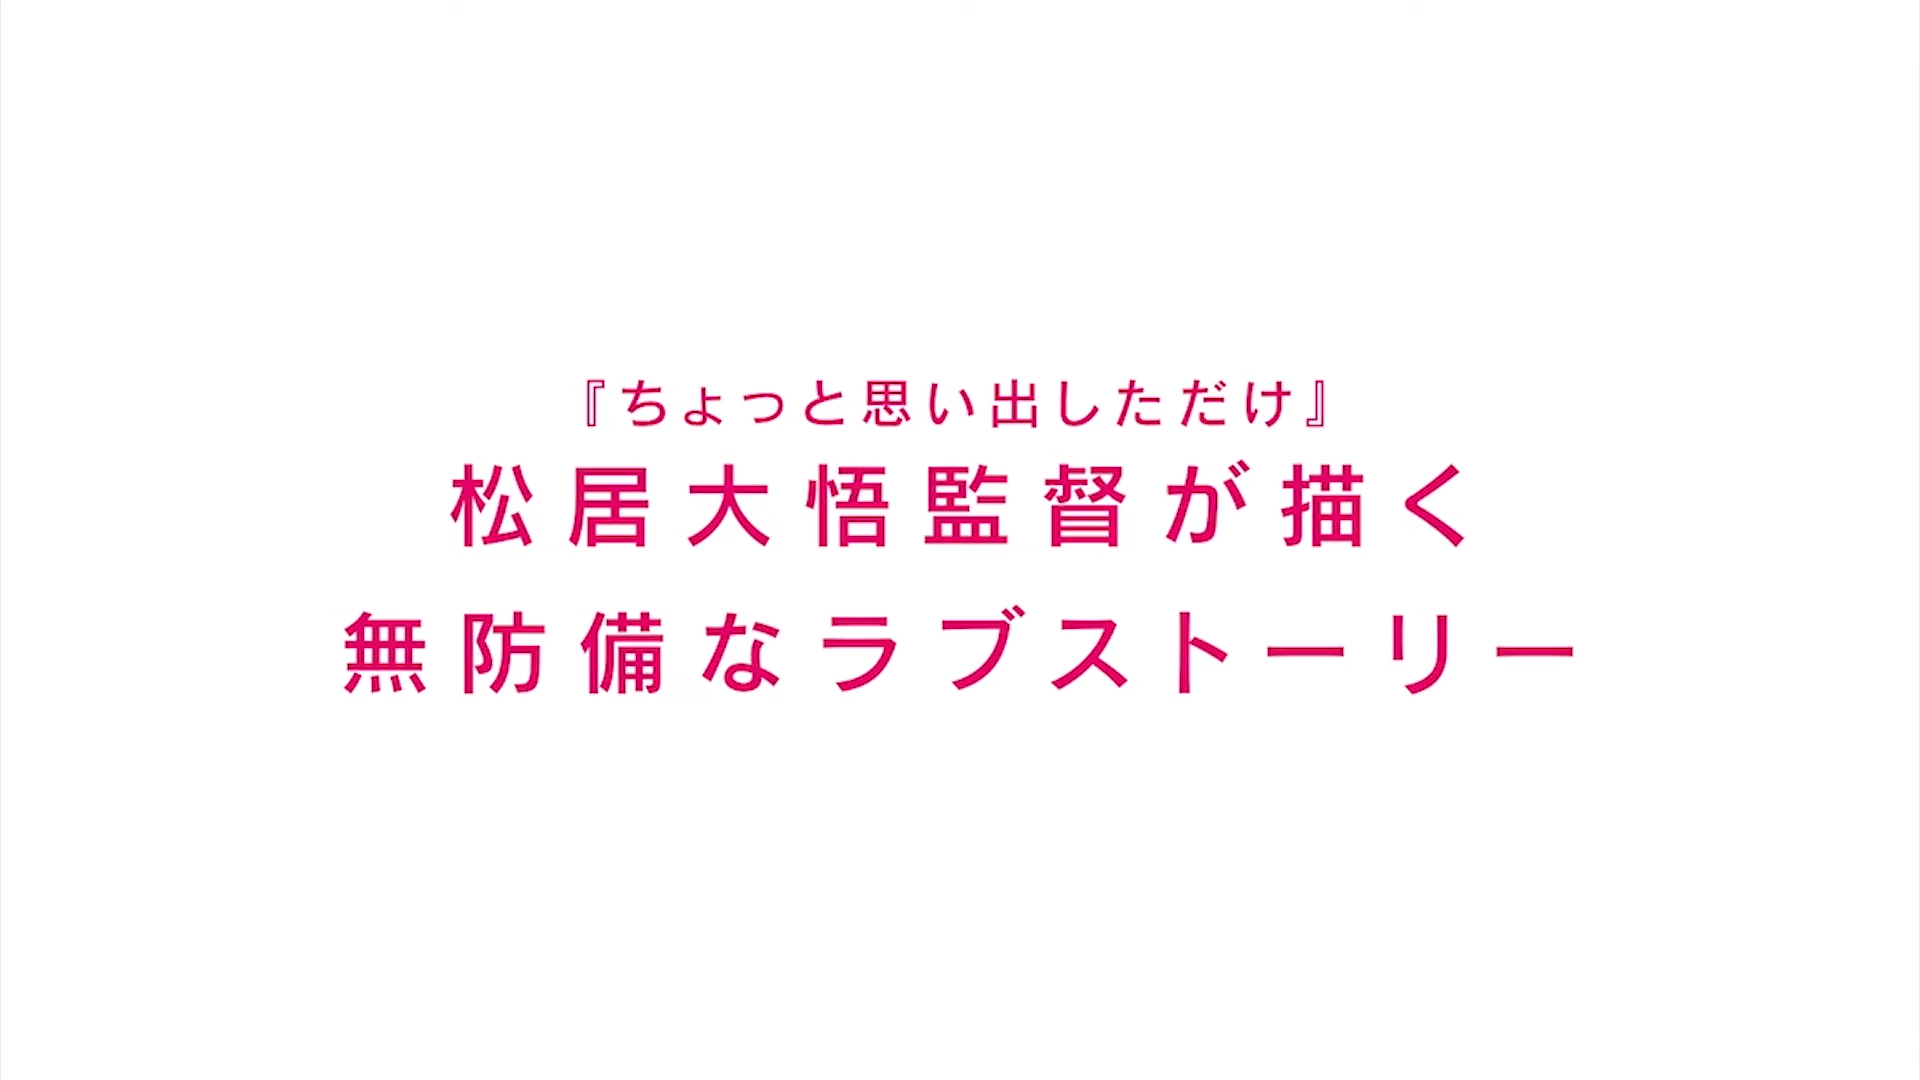 『ちょっと思い出しただけ』
松居大悟監督が描く
無防備なラブストーリー